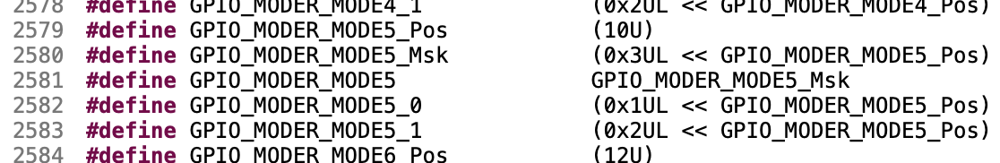 2578 #define GPIO_MODER_MODE4_1 (0x2UL << GPIO_MODER_MODE4_Pos)
2579 #define GPIO_MODER_MODE5_Pos (10U)
2580 #define GPIO_MODER_MODE5_Msk (0x3UL << GPIO_MODER_MODE5_Pos)
2581 #define GPIO_MODER_MODE5 GPIO_MODER_MODE5_Msk
2582 #define GPIO_MODER_MODE5_0 (0x1UL << GPIO_MODER_MODE5_Pos)
2583 #define GPIO_MODER_MODE5_1 (0x2UL << GPIO_MODER_MODE5_Pos)
2584 #define GPIO_MODER_MODE6_Pos (12U)